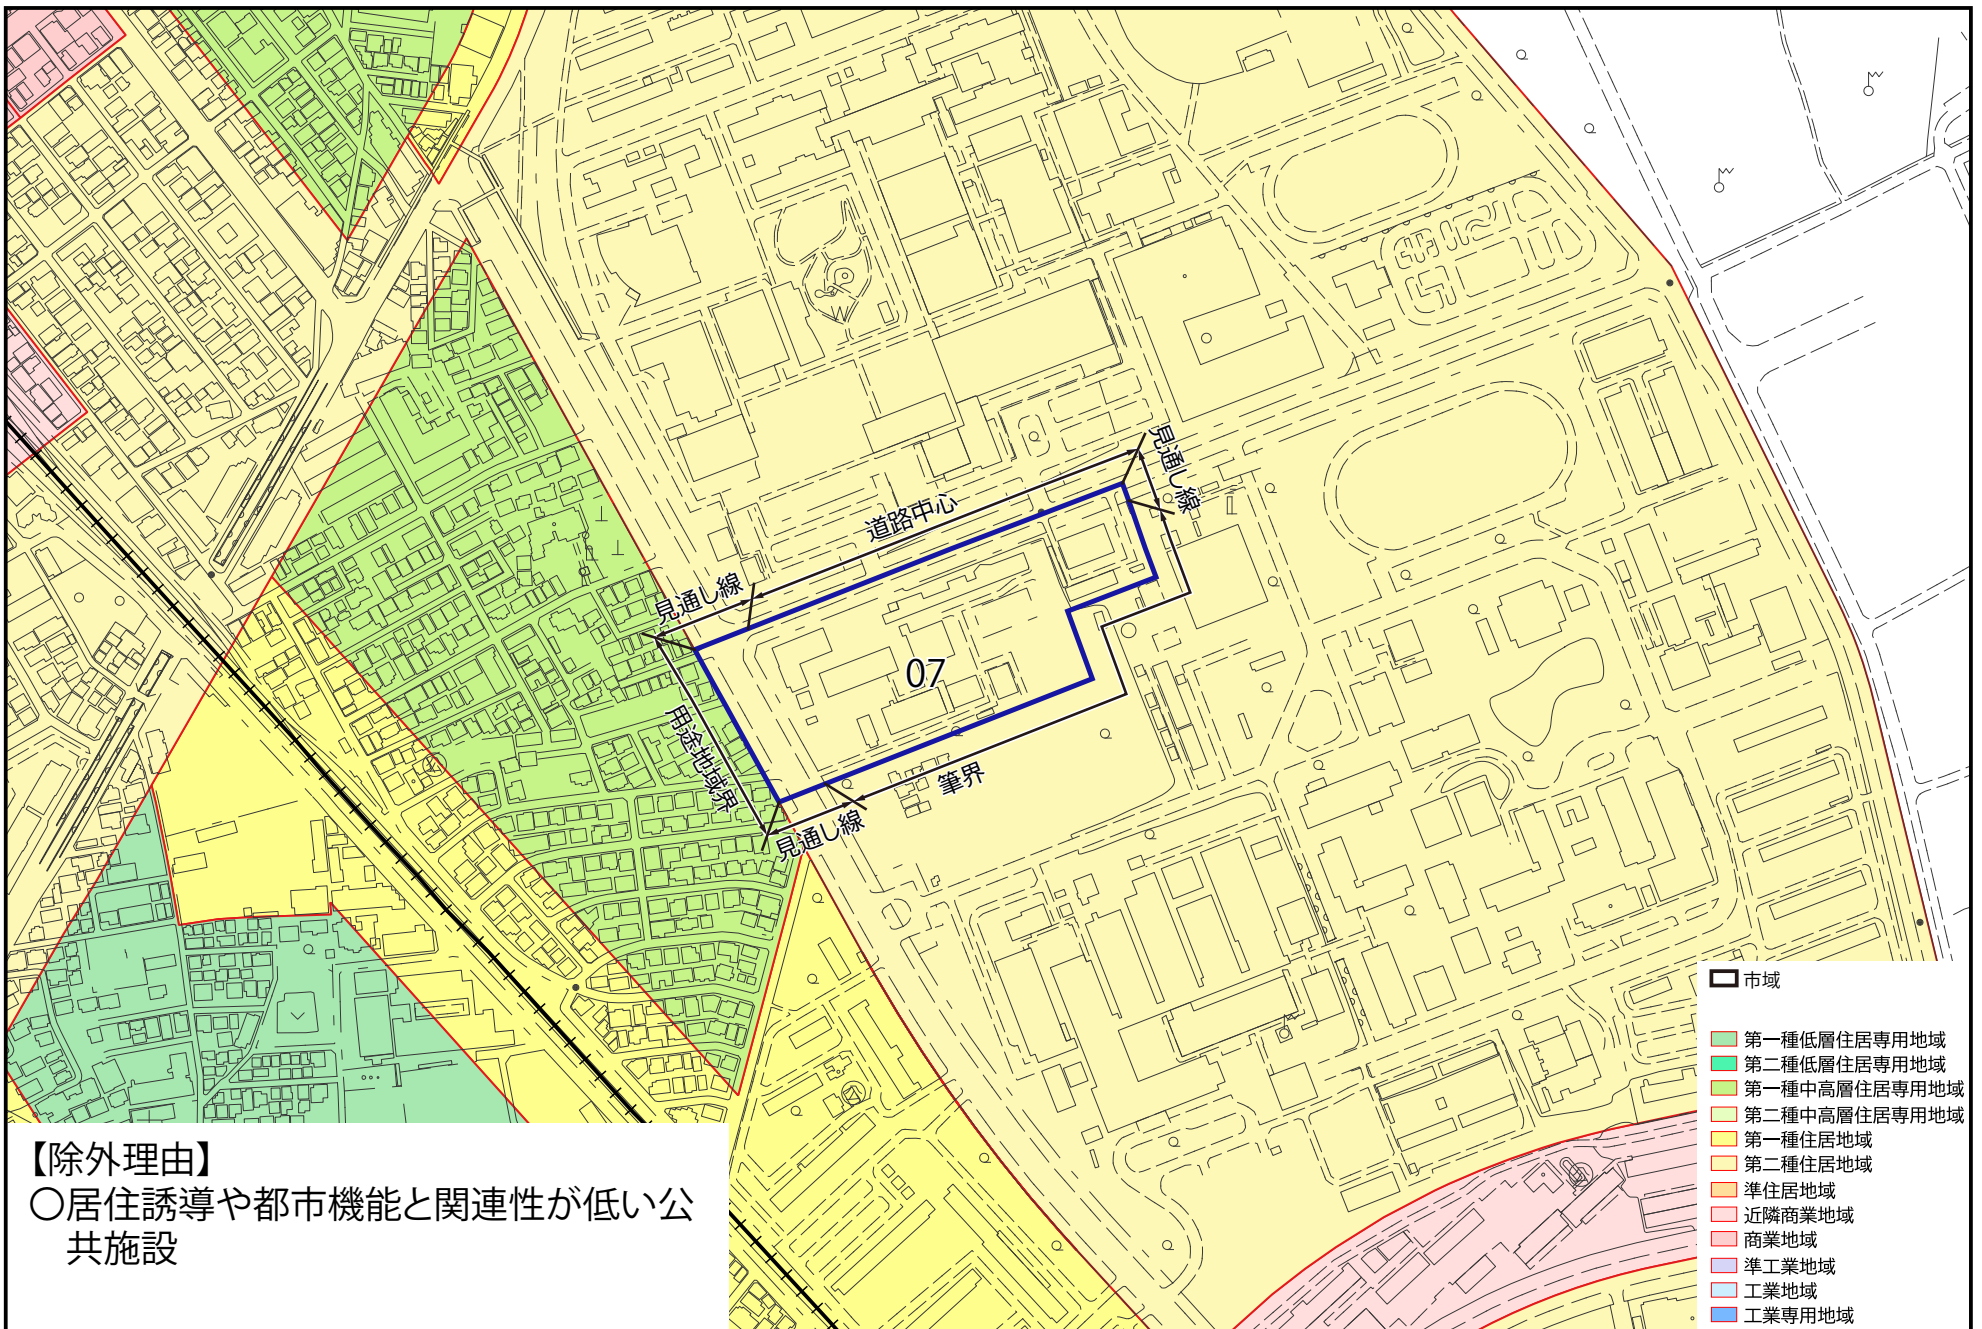 見通し線
道路中心
見通し線
07
用途地域界
筆界
見通し線
市域
第一種低層住居専用地域
第二種低層住居専用地域
第一種中高層住居専用地域
第二種中高層住居専用地域
第一種住居地域
第二種住居地域
準住居地域
近隣商業地域
商業地域
準工業地域
工業地域
工業専用地域
【除外理由】
〇居住誘導や都市機能と関連性が低い公
共施設